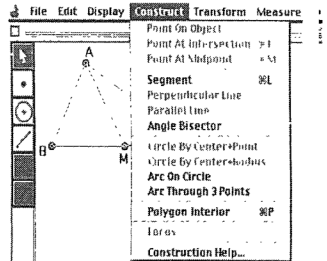 File Edit Display Construct Transform Measure
Point On Object
Point At Intersection
Point At Midpoint
Segment ⌘L
Perpendicular Line
Parallel Line
Angle Bisector
Circle By Center+Point
Circle By Center+Radius
Arc On Circle
Arc Through 3 Points
Polygon Interior ⌘P
Locus
Construction Help...
A
B
M